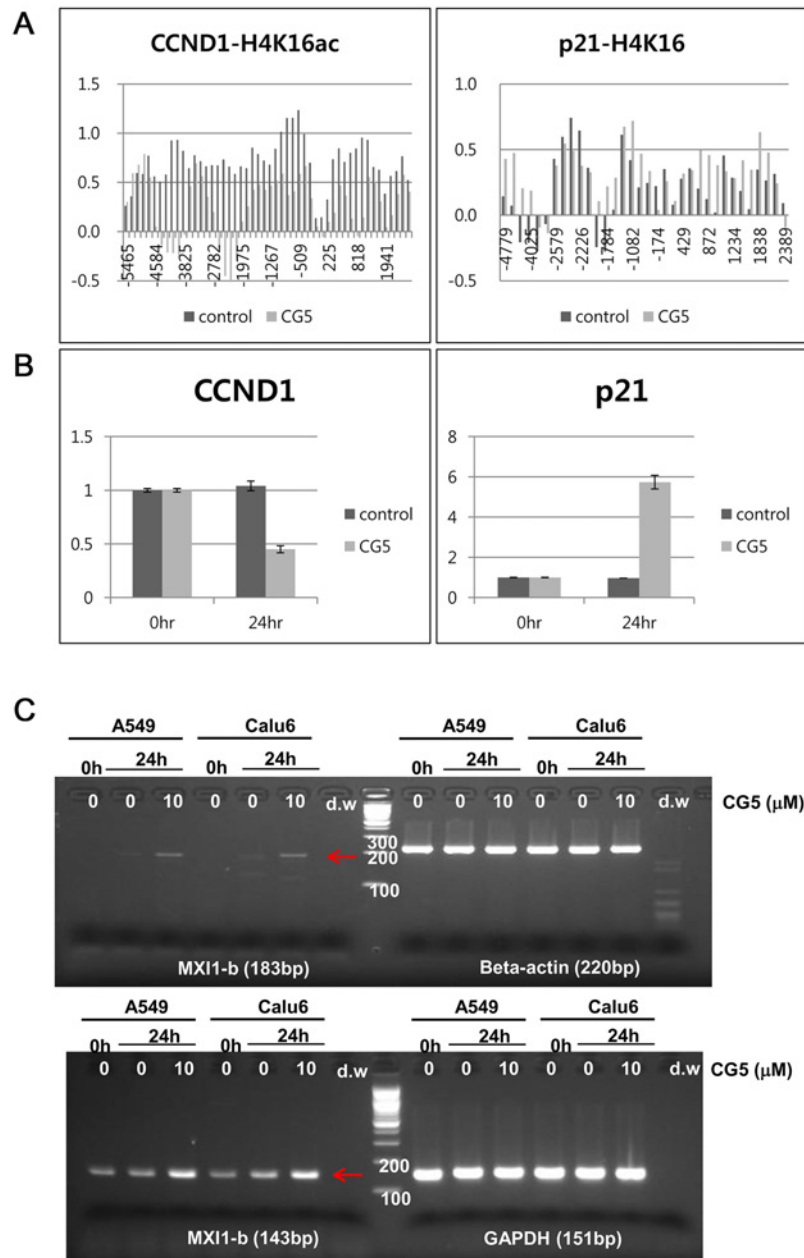 A
CCND1-H4K16ac
1.5
1.0
0.5
0.0
-0.5
-5465
-4584
-3825
-2782
-1975
-1267
-509
225
818
1941
control CG5
p21-H4K16
1.0
0.5
0.0
-0.5
-4779
-4025
-2579
-2226
-1784
-1082
-174
429
872
1234
1838
2389
control CG5
B
CCND1
1.5
1
0.5
0
0hr 24hr
control
CG5
p21
8
6
4
2
0
0hr 24hr
control
CG5
C
A549 Calu6 A549 Calu6
0h 24h 0h 24h 0h 24h 0h 24h
0 0 10 0 0 10 d.w 0 0 10 0 0 10 d.w CG5 (μM)
300
200
100
MXI1-b (183bp) Beta-actin (220bp)
A549 Calu6 A549 Calu6
0h 24h 0h 24h 0h 24h 0h 24h
0 0 10 0 0 10 d.w 0 0 10 0 0 10 d.w CG5 (μM)
200
100
MXI1-b (143bp) GAPDH (151bp)